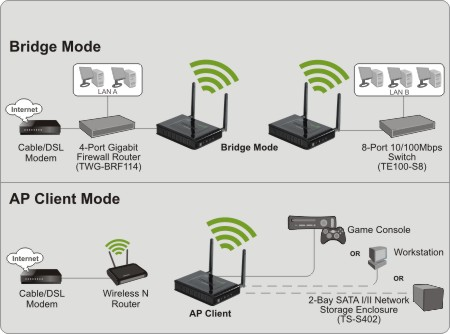 Bridge Mode
LAN A
LAN B
Internet
Cable/DSL
Modem
4-Port Gigabit
Firewall Router
(TWG-BRF114)
Bridge Mode
8-Port 10/100Mbps
Switch
(TE100-S8)
AP Client Mode
Internet
Cable/DSL
Modem
Wireless N
Router
AP Client
Game Console
OR
Workstation
OR
2-Bay SATA I/II Network
Storage Enclosure
(TS-S402)